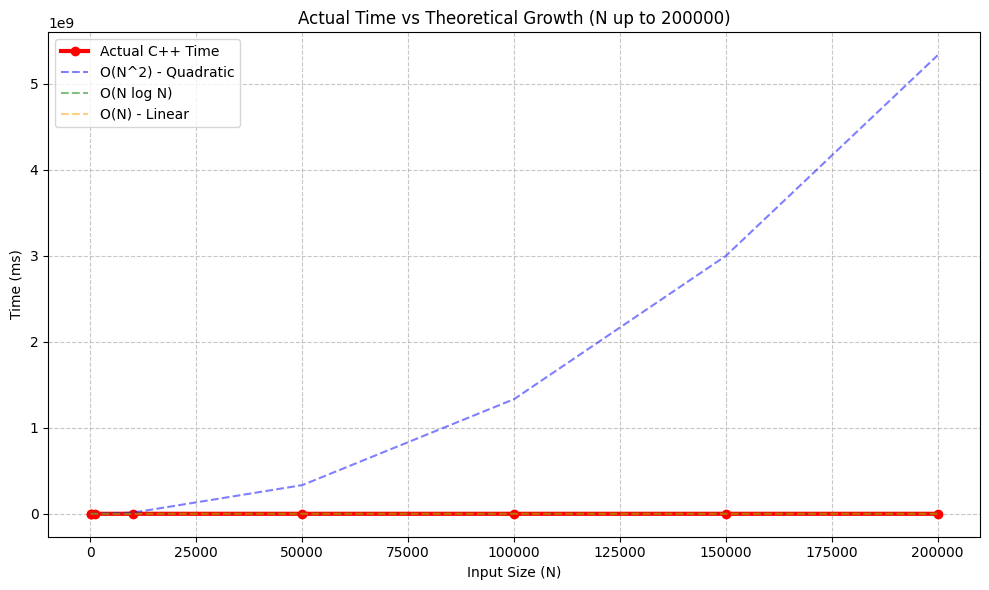 Actual Time vs Theoretical Growth (N up to 200000)
1e9
Actual C++ Time
O(N^2) - Quadratic
O(N log N)
O(N) - Linear
5
4
3
2
1
0
Time (ms)
0 25000 50000 75000 100000 125000 150000 175000 200000
Input Size (N)